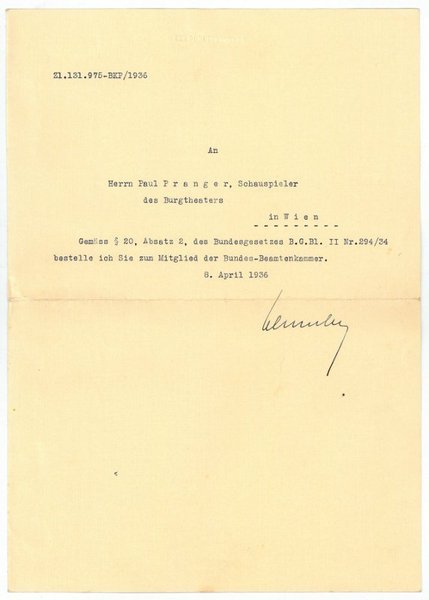 Zl.131.975-BKP/1936
An
Herrn Paul P r a n g e r, Schauspieler
des Burgtheaters
in W i e n
Gemäss § 20, Absatz 2, des Bundesgesetzes B.G.Bl. II Nr.294/34
bestelle ich Sie zum Mitglied der Bundes-Beamtenkammer.
8. April 1936